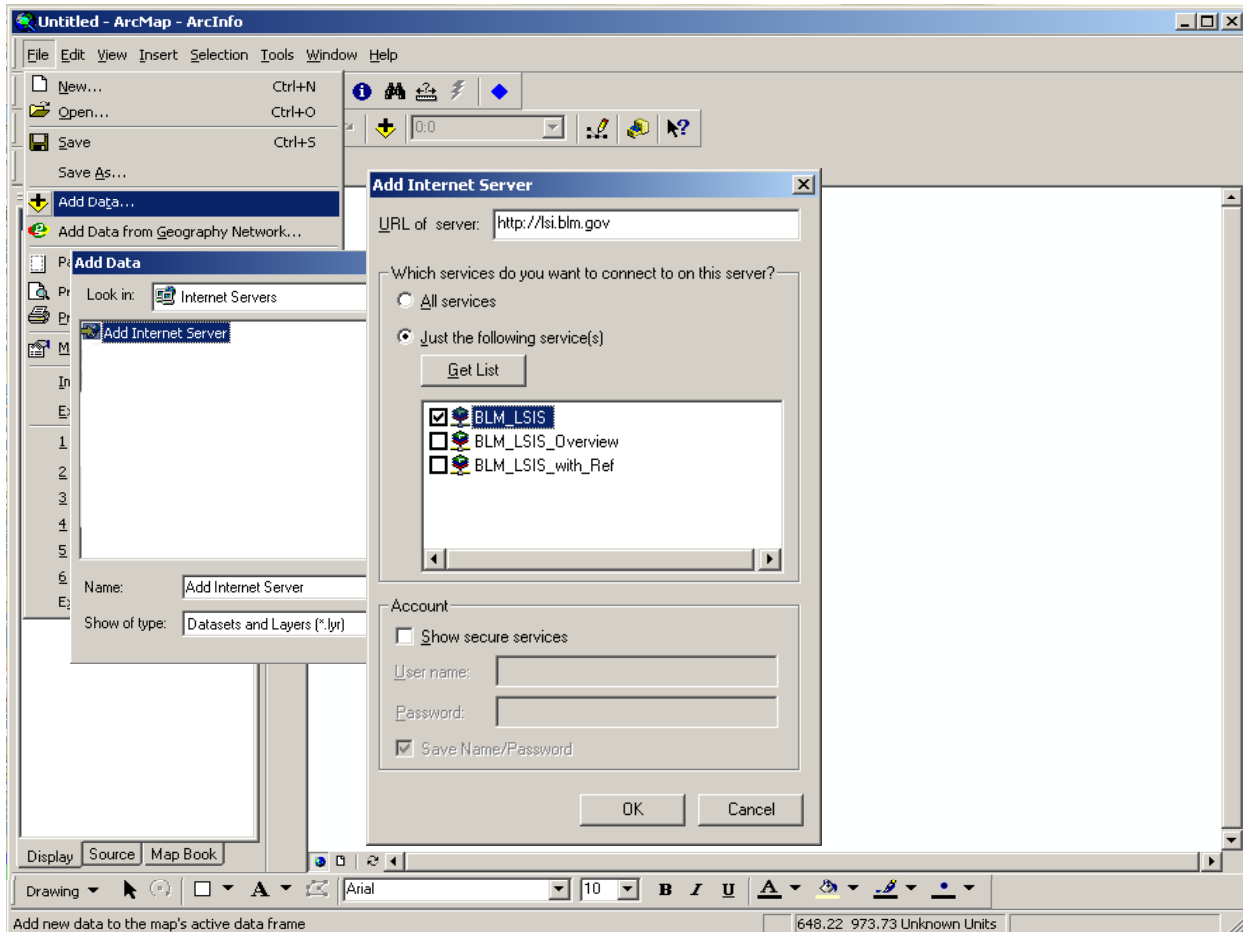 Untitled - ArcMap - ArcInfo
File Edit View Insert Selection Tools Window Help
New... Ctrl+N
Open... Ctrl+O
0:0
Save Ctrl+S
Save As...
Add Data...
Add Data from Geography Network...
Add Data
Look in: Internet Servers
Add Internet Server
1
2
3
4
5
6
Name: Add Internet Server
Show of type: Datasets and Layers (*.lyr)
Add Internet Server
URL of server: http://lsi.blm.gov
Which services do you want to connect to on this server?
All services
Just the following service(s)
Get List
BLM_LSIS
BLM_LSIS_Overview
BLM_LSIS_with_Ref
Account
Show secure services
User name:
Password:
Save Name/Password
OK Cancel
Display Source Map Book
Drawing A Arial 10 B I U A
Add new data to the map's active data frame 648.22 973.73 Unknown Units